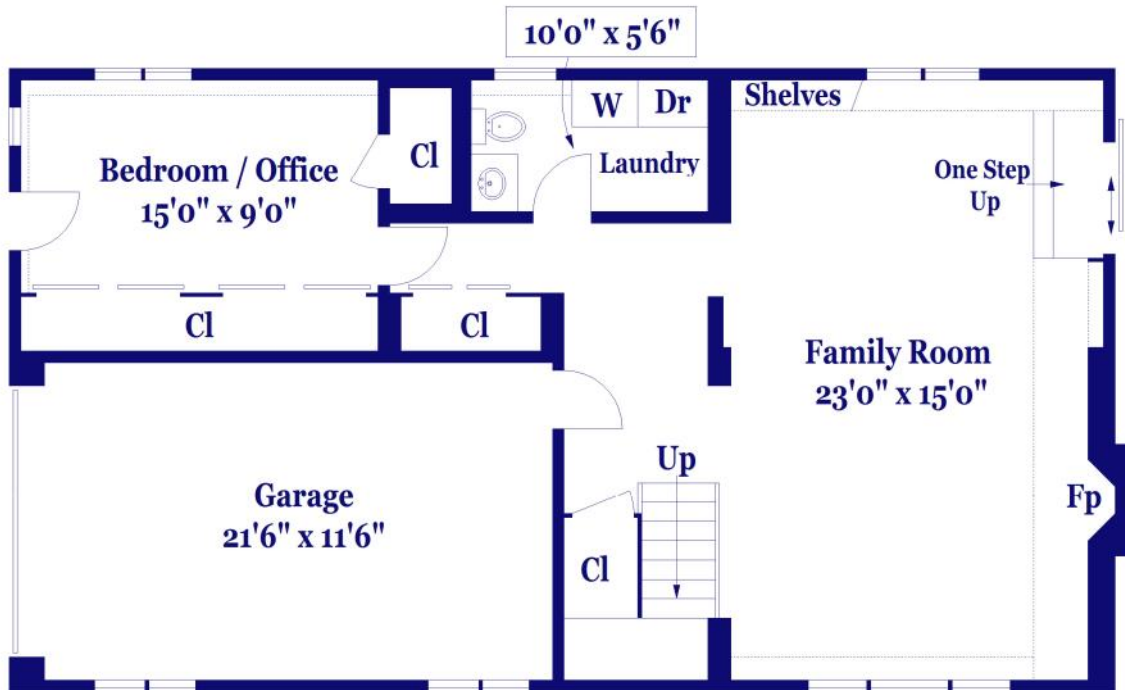 10'0" x 5'6"
Shelves
W
Dr
Cl
Bedroom / Office
15'0" x 9'0"
Laundry
One Step
Up
Cl
Cl
Family Room
23'0" x 15'0"
Up
Garage
21'6" x 11'6"
Fp
Cl